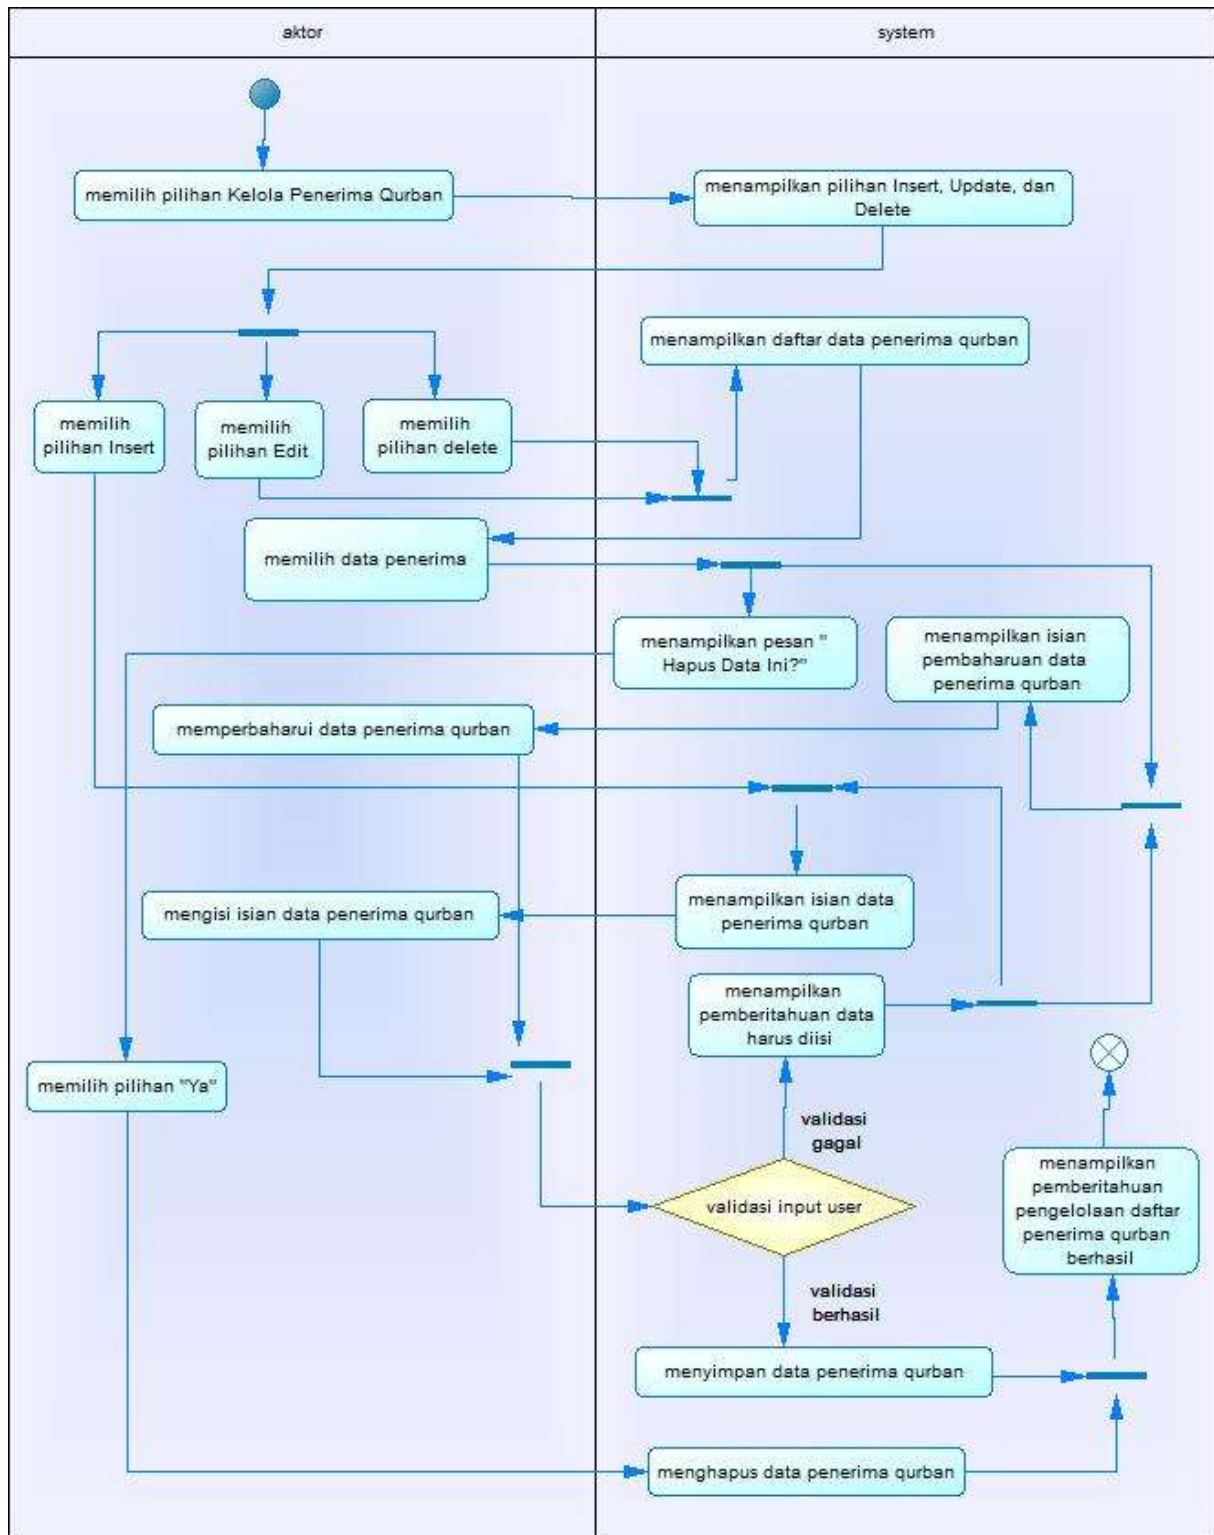 aktor
system
memilih pilihan Kelola Penerima Qurban
menampilkan pilihan Insert, Update, dan
Delete
menampilkan daftar data penerima qurban
memilih
pilihan Insert
memilih
pilihan Edit
memilih
pilihan delete
memilih data penerima
menampilkan pesan "
Hapus Data Ini?"
menampilkan isian
pembaharuan data
penerima qurban
memperbaharui data penerima qurban
mengisi isian data penerima qurban
menampilkan isian data
penerima qurban
menampilkan
pemberitahuan data
harus diisi
memilih pilihan "Ya"
validasi
gagal
validasi input user
menampilkan
pemberitahuan
pengelolaan daftar
penerima qurban
berhasil
validasi
berhasil
menyimpan data penerima qurban
menghapus data penerima qurban